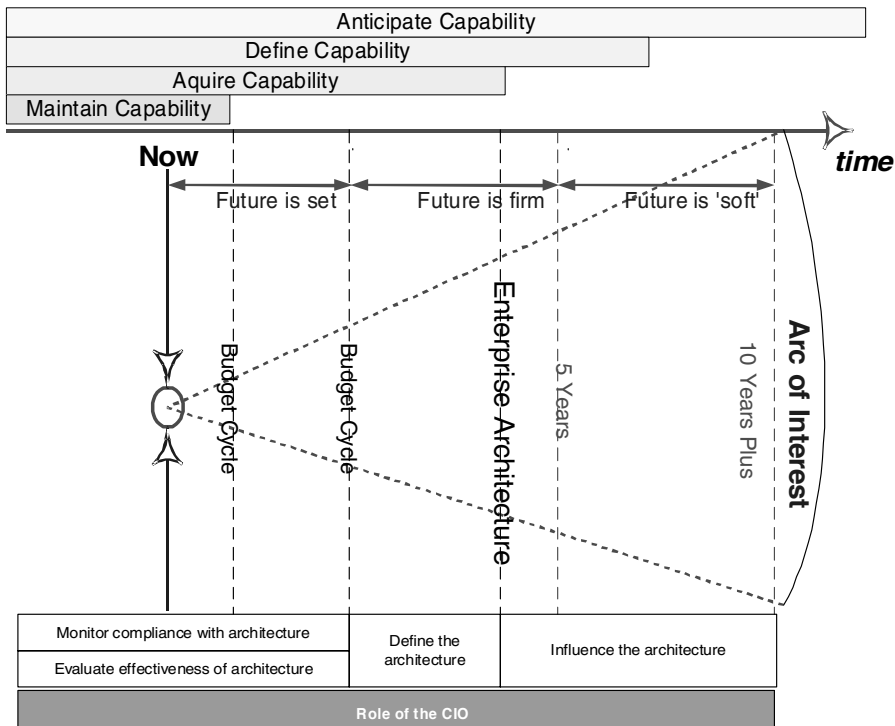 Anticipate Capability
Define Capability
Aquire Capability
Maintain Capability
Now
time
Future is set
Future is firm
Future is 'soft'
Budget Cycle
Budget Cycle
Enterprise Architecture
5 Years
10 Years Plus
Arc of Interest
Monitor compliance with architecture
Evaluate effectiveness of architecture
Define the
architecture
Influence the architecture
Role of the CIO